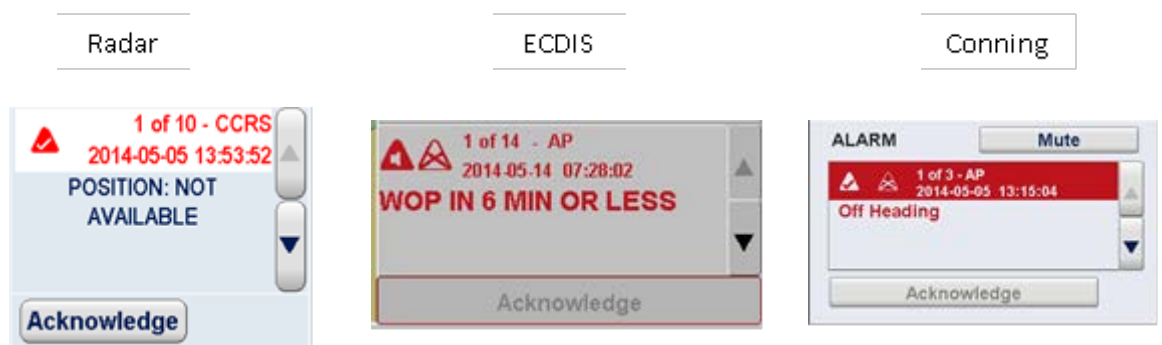 Radar
ECDIS
Conning
1 of 10 - CCRS
2014-05-05 13:53:52
POSITION: NOT
AVAILABLE
Acknowledge
1 of 14 - AP
2014-05-14 07:28:02
WOP IN 6 MIN OR LESS
Acknowledge
ALARM
Mute
1 of 3 - AP
2014-05-05 13:15:04
Off Heading
Acknowledge